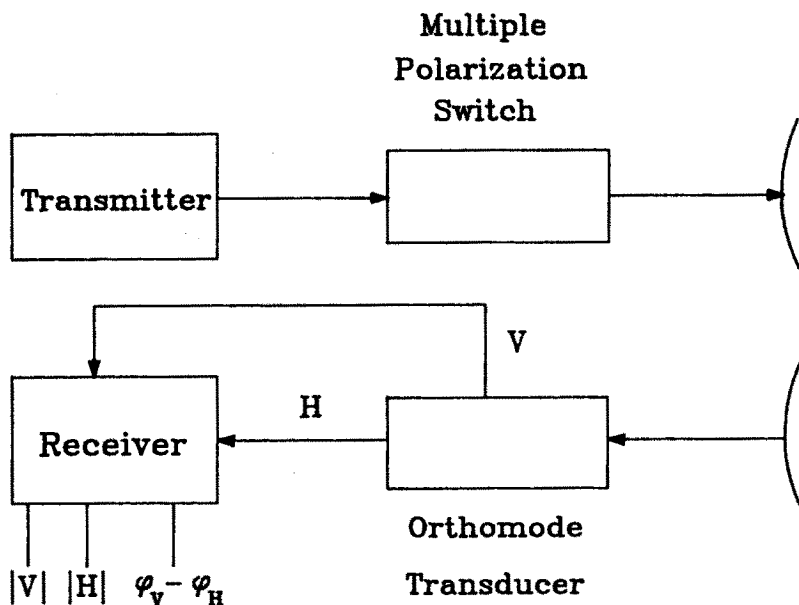 Multiple
Polarization
Switch
Transmitter
V
H
Receiver
Orthomode
Transducer
|V| |H| φ_V - φ_H